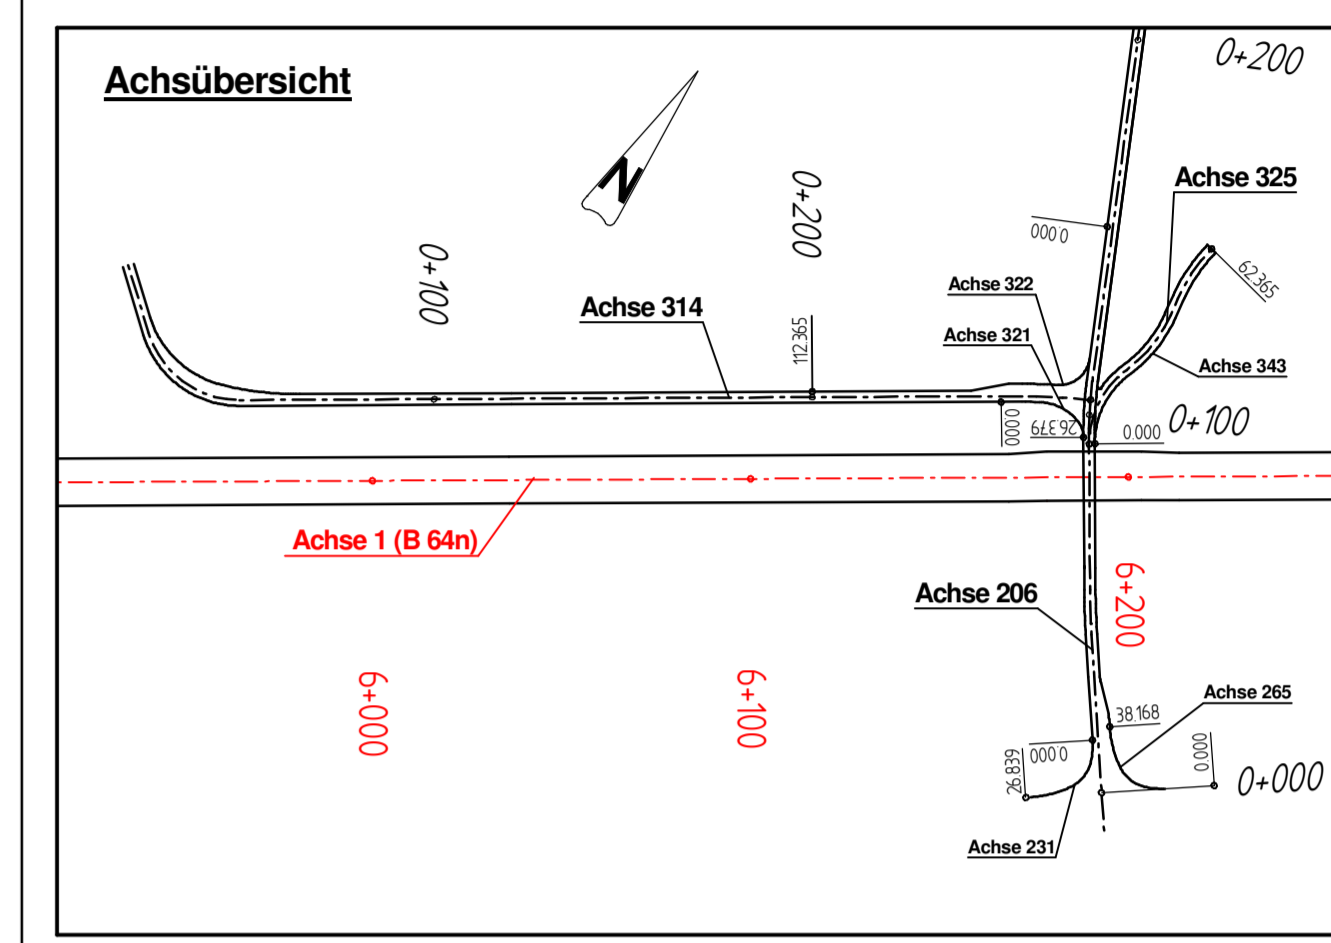 Achsübersicht
0+200
N
Achse 325
0+200
0.000
0+100
62.365
Achse 322
Achse 314
112.365
Achse 321
Achse 343
0.000
26.379
0.000
0+100
Achse 1 (B 64n)
Achse 206
6+200
6+000
6+100
Achse 265
38.168
26.839
0.000
0.000
0+000
Achse 231